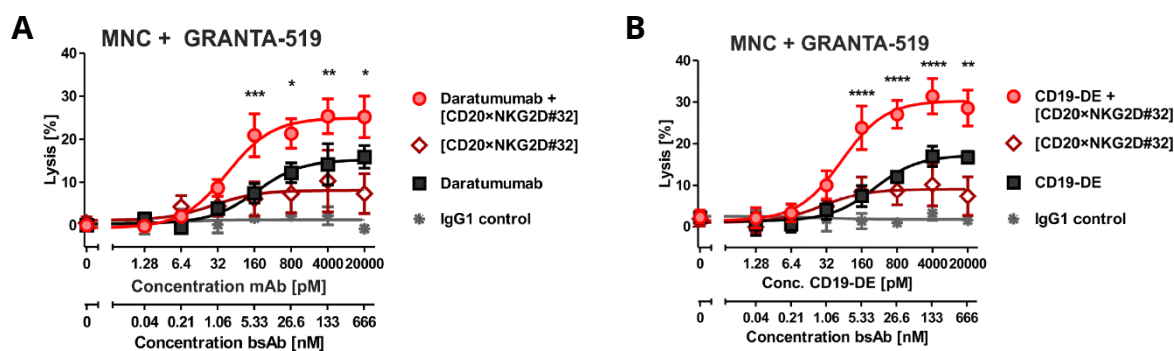 A
MNC + GRANTA-519
Lysis [%]
40
30
20
10
0
***
*
**
*
0 1.28 6.4 32 160 800 4000 20000
Concentration mAb [pM]
0 0.04 0.21 1.06 5.33 26.6 133 666
Concentration bsAb [nM]
Daratumumab +
[CD20×NKG2D#32]
[CD20×NKG2D#32]
Daratumumab
IgG1 control
B
MNC + GRANTA-519
Lysis [%]
40
30
20
10
0
****
****
****
**
0 1.28 6.4 32 160 800 4000 20000
Conc. CD19-DE [pM]
0 0.04 0.21 1.06 5.33 26.6 133 666
Concentration bsAb [nM]
CD19-DE +
[CD20×NKG2D#32]
[CD20×NKG2D#32]
CD19-DE
IgG1 control